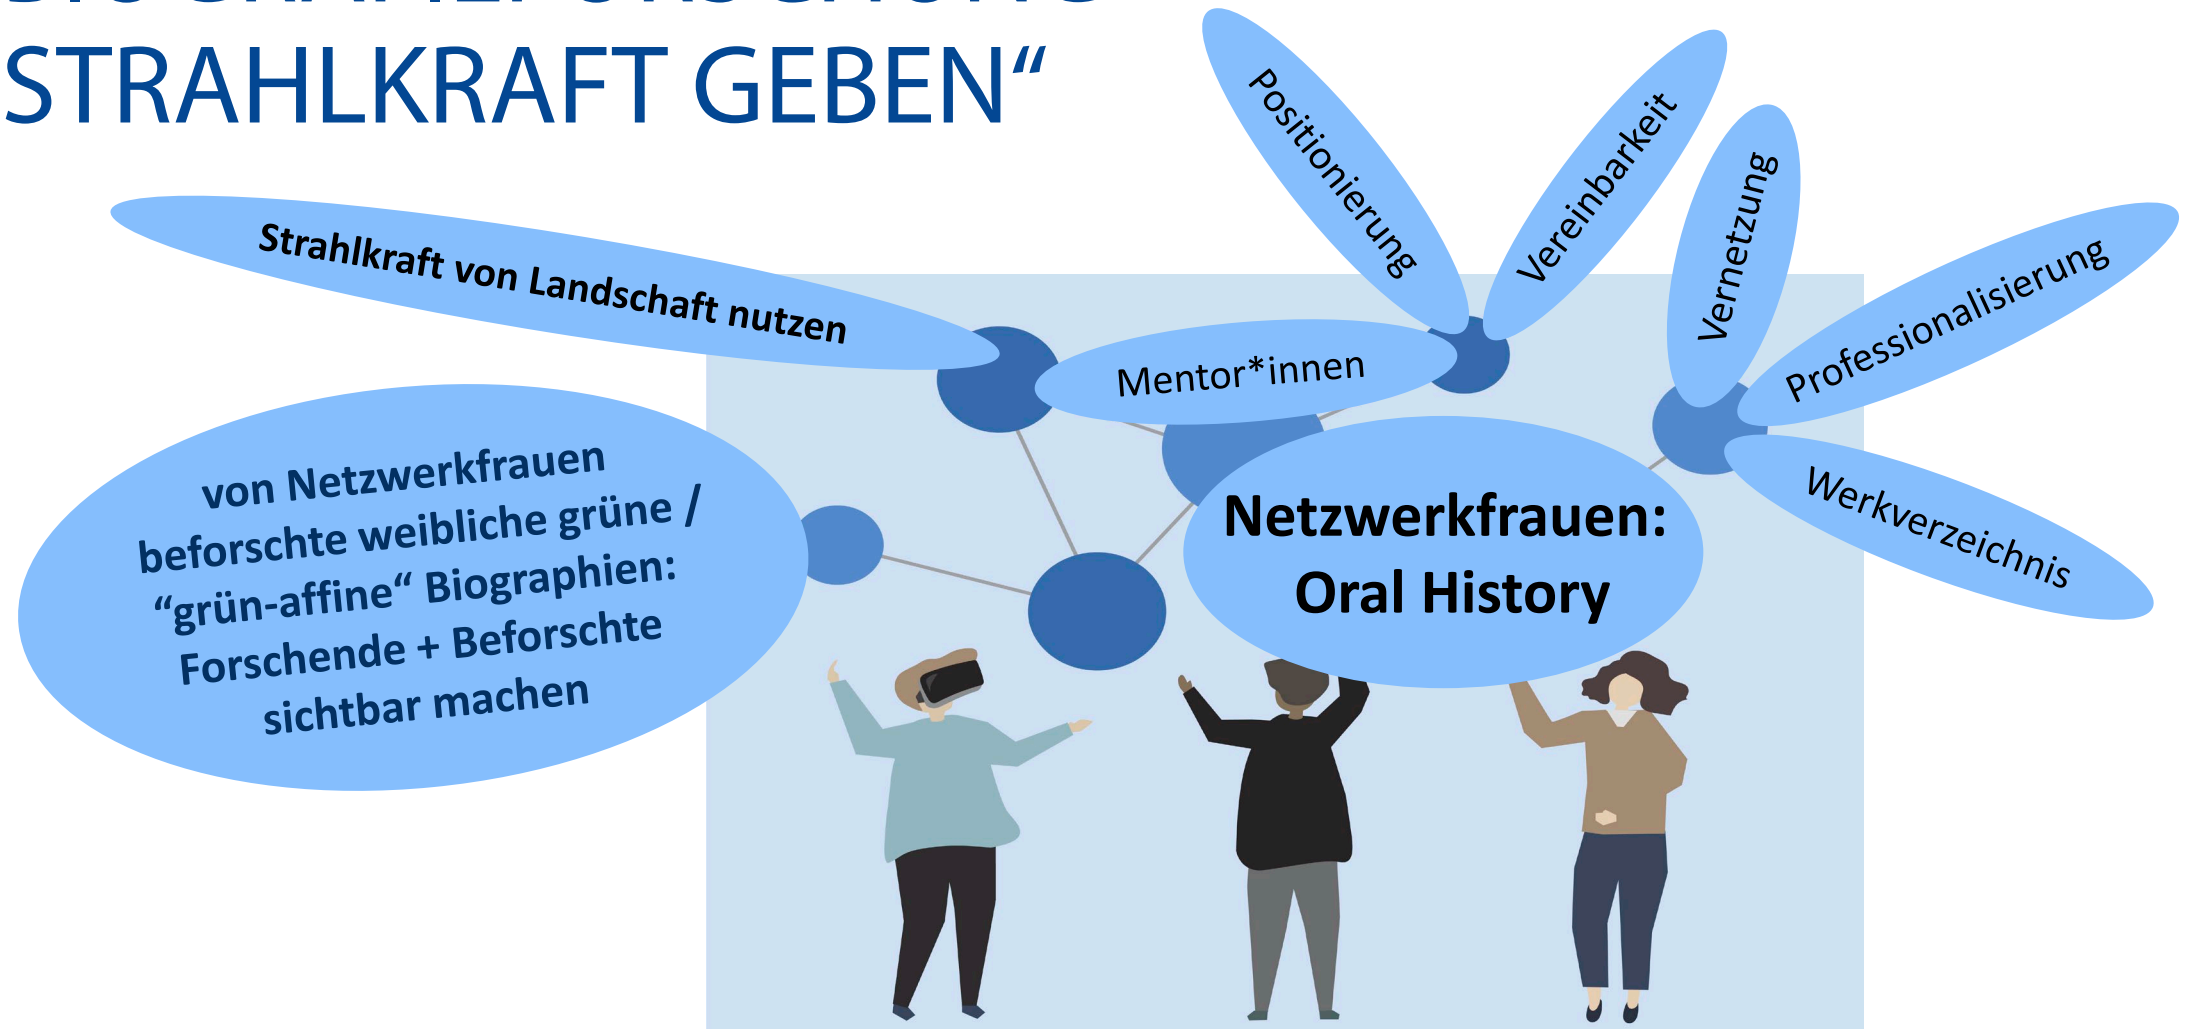 STRAHLKRAFT GEBEN“
Positionierung
Vereinbarkeit
Vernetzung
Professionalisierung
Werkverzeichnis
Strahlkraft von Landschaft nutzen
Mentor*innen
von Netzwerkfrauen
beforschte weibliche grüne /
“grün-affine“ Biographien:
Forschende + Beforschte
sichtbar machen
Netzwerkfrauen:
Oral History